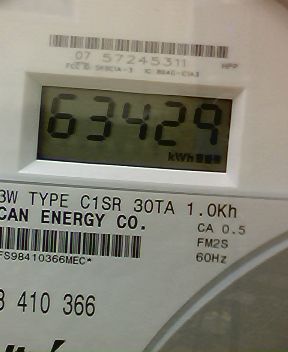 07 57245311
HPP
63429
kWh
3W TYPE C1SR 30TA 1.0Kh
CAN ENERGY CO.
CA 0.5
FM2S
60Hz
FS98410366MEC*
410 366